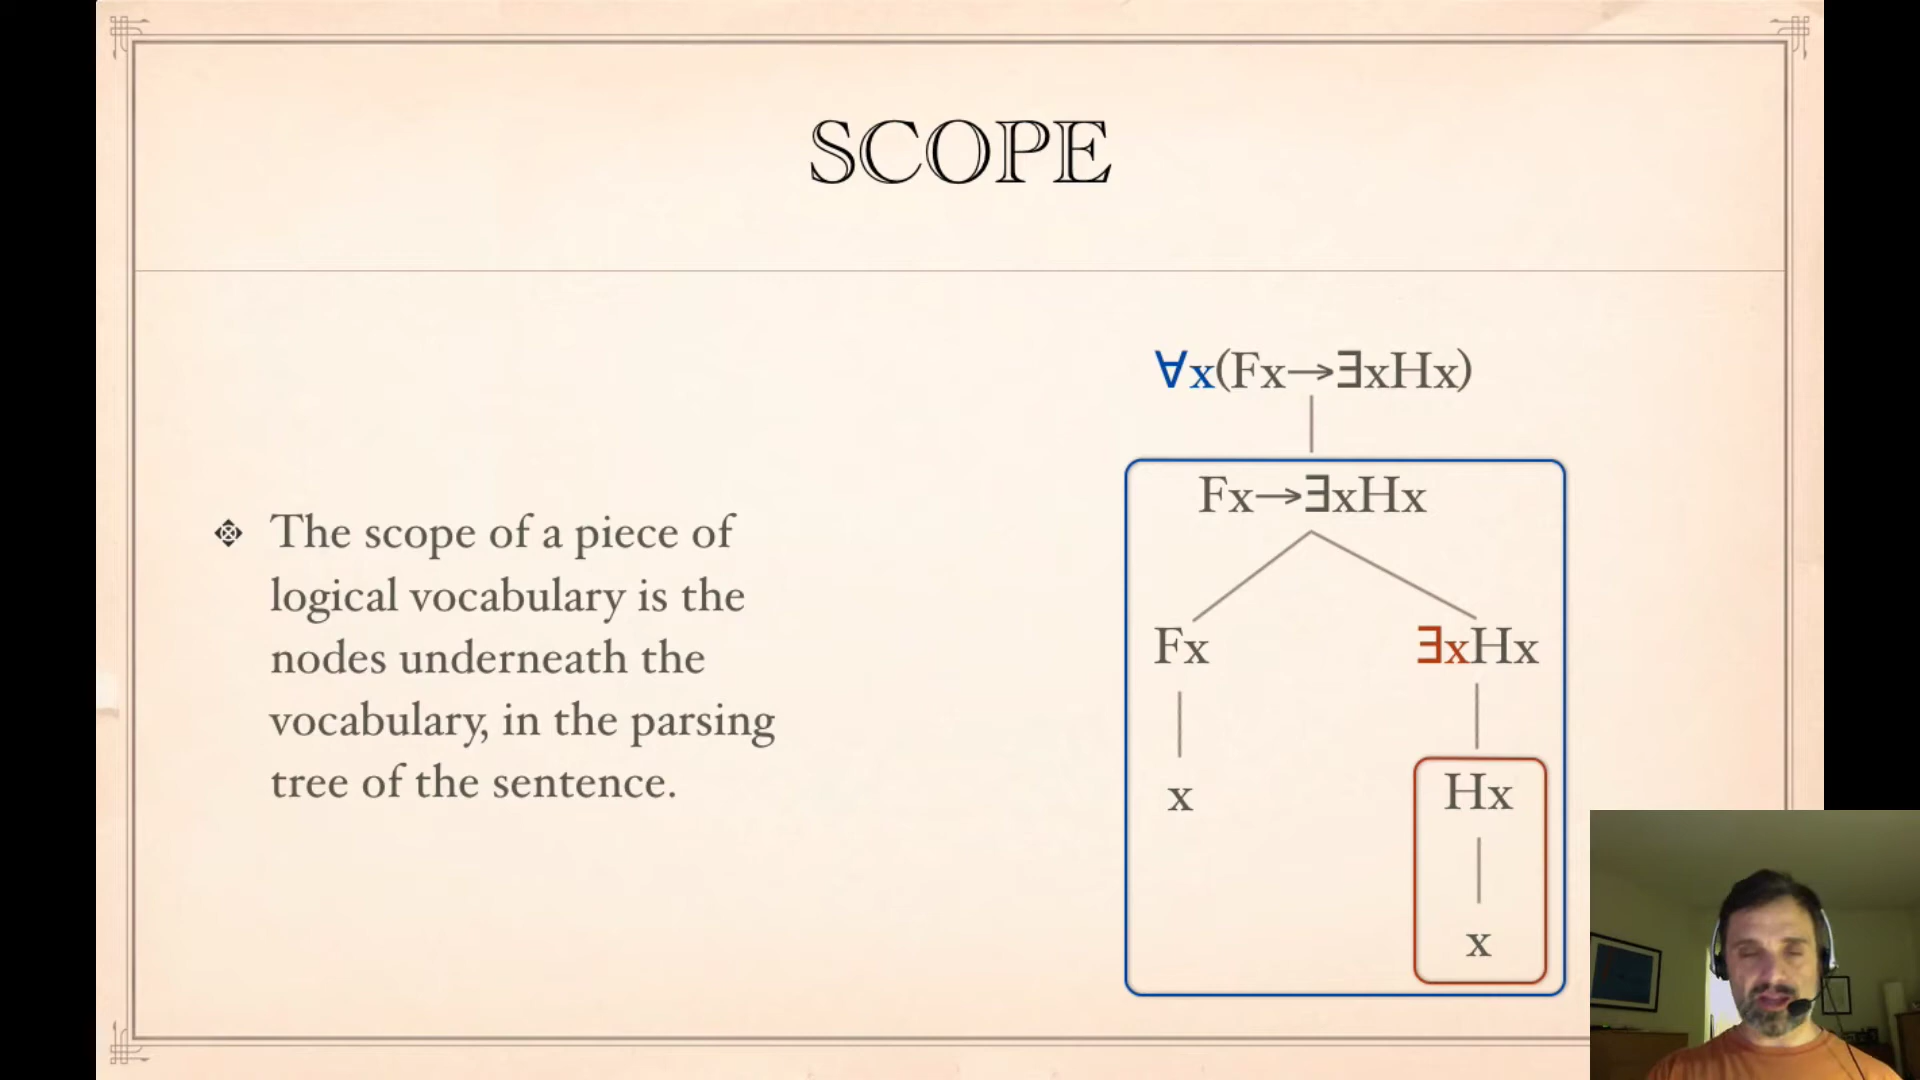 SCOPE
The scope of a piece of
logical vocabulary is the
nodes underneath the
vocabulary, in the parsing
tree of the sentence.
∀x(Fx→∃xHx)
Fx→∃xHx
Fx
∃xHx
x
Hx
x